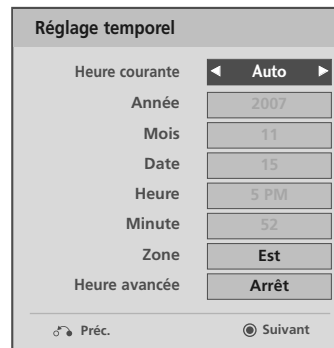 Réglage temporel
Heure courante ◀ Auto ▶
Année 2007
Mois 11
Date 15
Heure 5 PM
Minute 52
Zone Est
Heure avancée Arrêt
Préc. Suivant